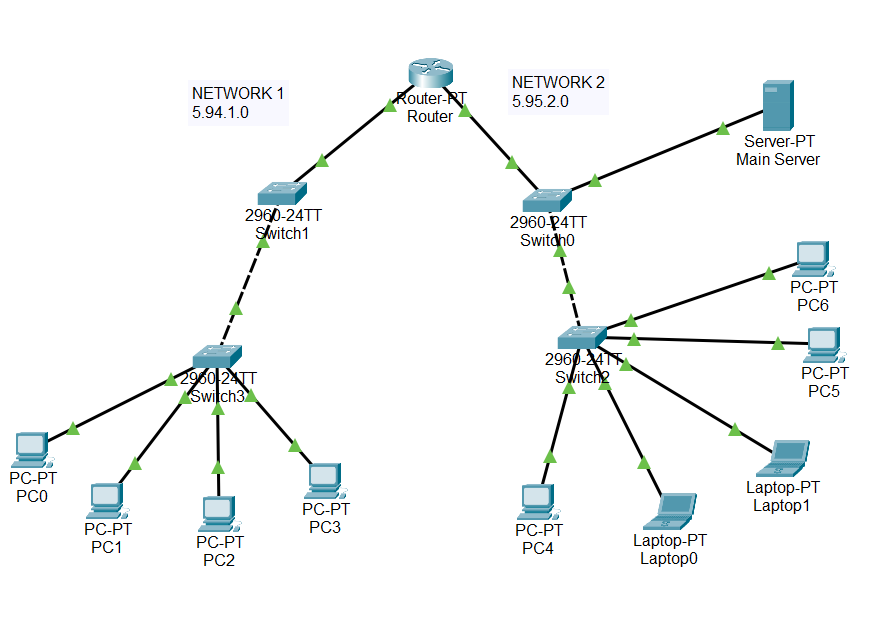 NETWORK 1
5.94.1.0
Router-PT
Router
NETWORK 2
5.95.2.0
Server-PT
Main Server
2960-24TT
Switch1
2960-24TT
Switch0
PC-PT
PC6
2960-24TT
Switch2
PC-PT
PC5
2960-24TT
Switch3
PC-PT
PC0
PC-PT
PC1
PC-PT
PC2
PC-PT
PC3
PC-PT
PC4
Laptop-PT
Laptop0
Laptop-PT
Laptop1